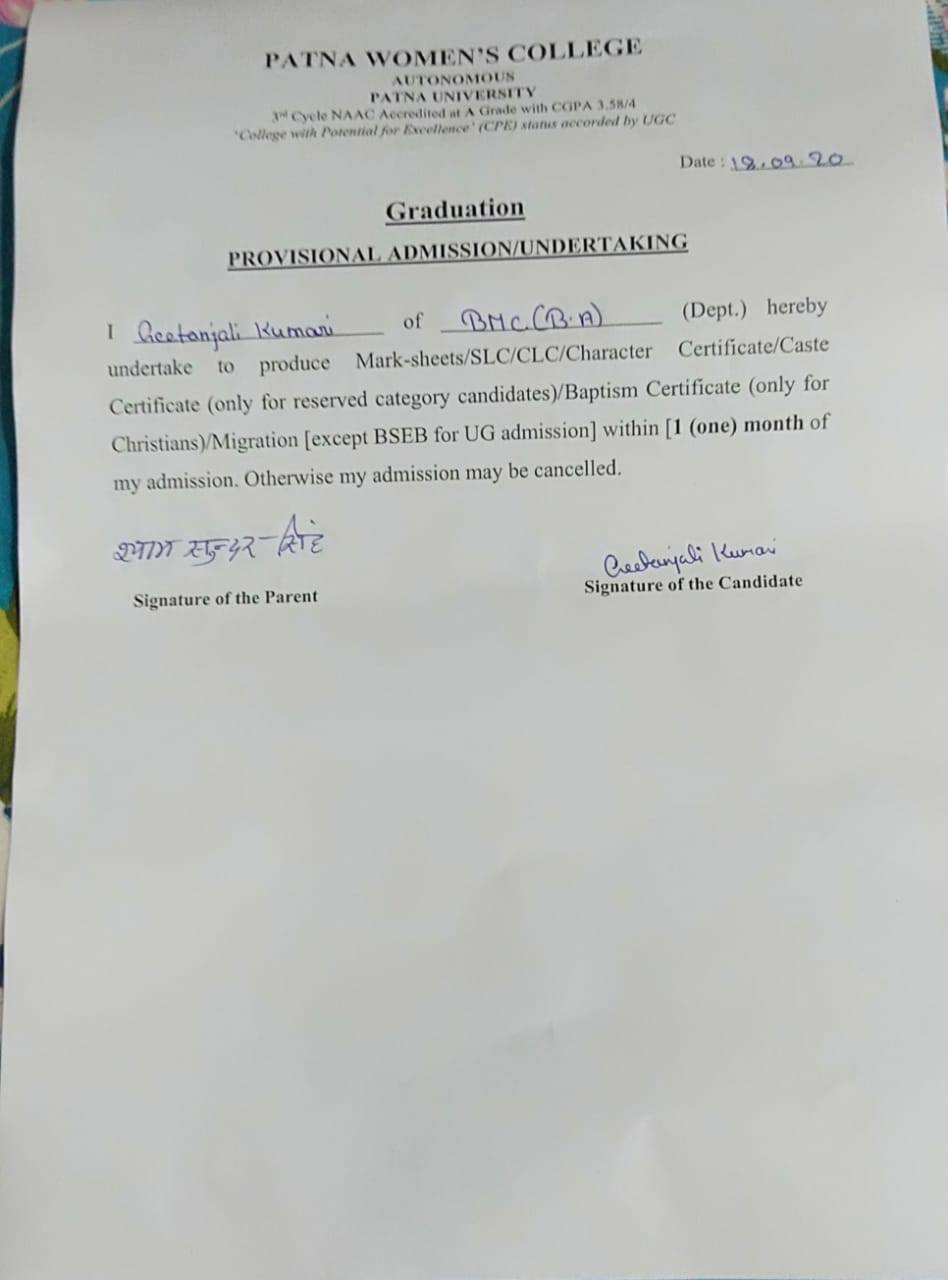 PATNA WOMEN'S COLLEGE
AUTONOMOUS
PATNA UNIVERSITY
3rd Cycle NAAC Accredited at A Grade with CGPA 3.58/4
'College with Potential for Excellence' (CPE) status accorded by UGC
Date : 18.09.20
Graduation
PROVISIONAL ADMISSION/UNDERTAKING
I Geetanjali Kumari of BMC.(B.A) (Dept.) hereby
undertake to produce Mark-sheets/SLC/CLC/Character Certificate/Caste
Certificate (only for reserved category candidates)/Baptism Certificate (only for
Christians)/Migration [except BSEB for UG admission] within [1 (one) month of
my admission. Otherwise my admission may be cancelled.
श्याम सुन्दर सिंह Geetanjali Kumari
Signature of the Parent Signature of the Candidate